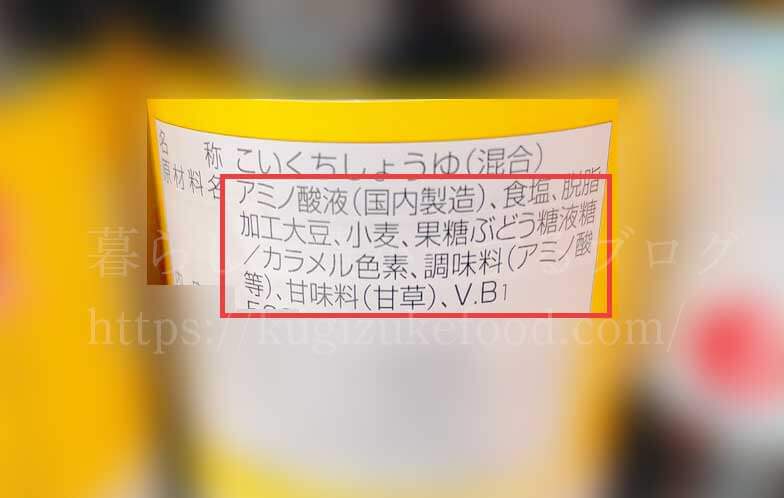 名称 こいくちしょうゆ(混合)
原材料名 アミノ酸液(国内製造)、食塩、脱脂
加工大豆、小麦、果糖ぶどう糖液糖
/カラメル色素、調味料(アミノ酸
等)、甘味料(甘草)、V.B1
暮らし ブログ
https://kugizukefood.com/